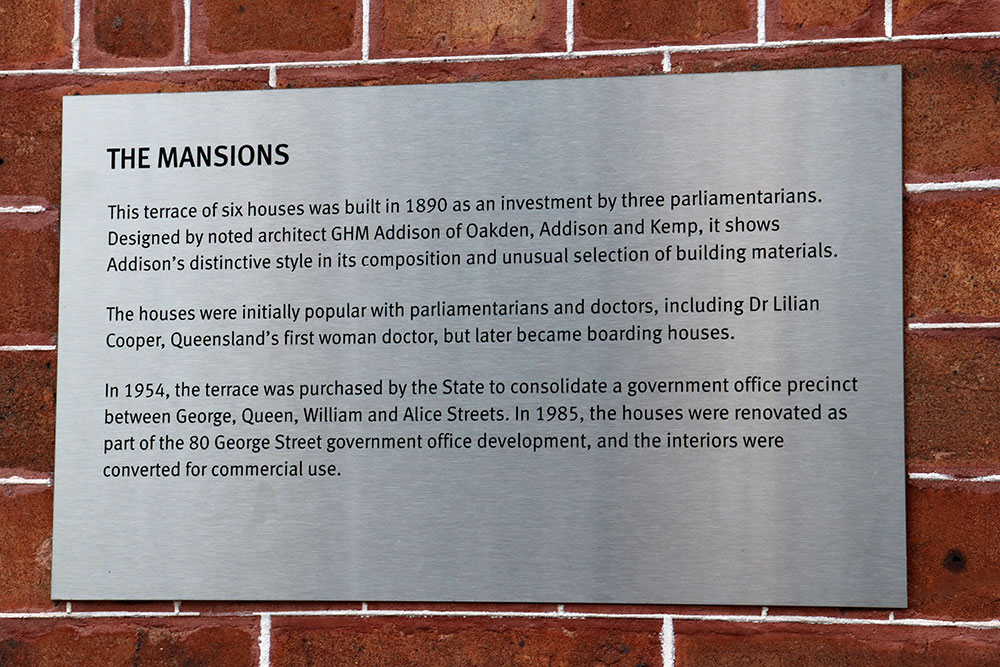 THE MANSIONS
This terrace of six houses was built in 1890 as an investment by three parliamentarians.
Designed by noted architect GHM Addison of Oakden, Addison and Kemp, it shows
Addison's distinctive style in its composition and unusual selection of building materials.
The houses were initially popular with parliamentarians and doctors, including Dr Lilian
Cooper, Queensland's first woman doctor, but later became boarding houses.
In 1954, the terrace was purchased by the State to consolidate a government office precinct
between George, Queen, William and Alice Streets. In 1985, the houses were renovated as
part of the 80 George Street government office development, and the interiors were
converted for commercial use.